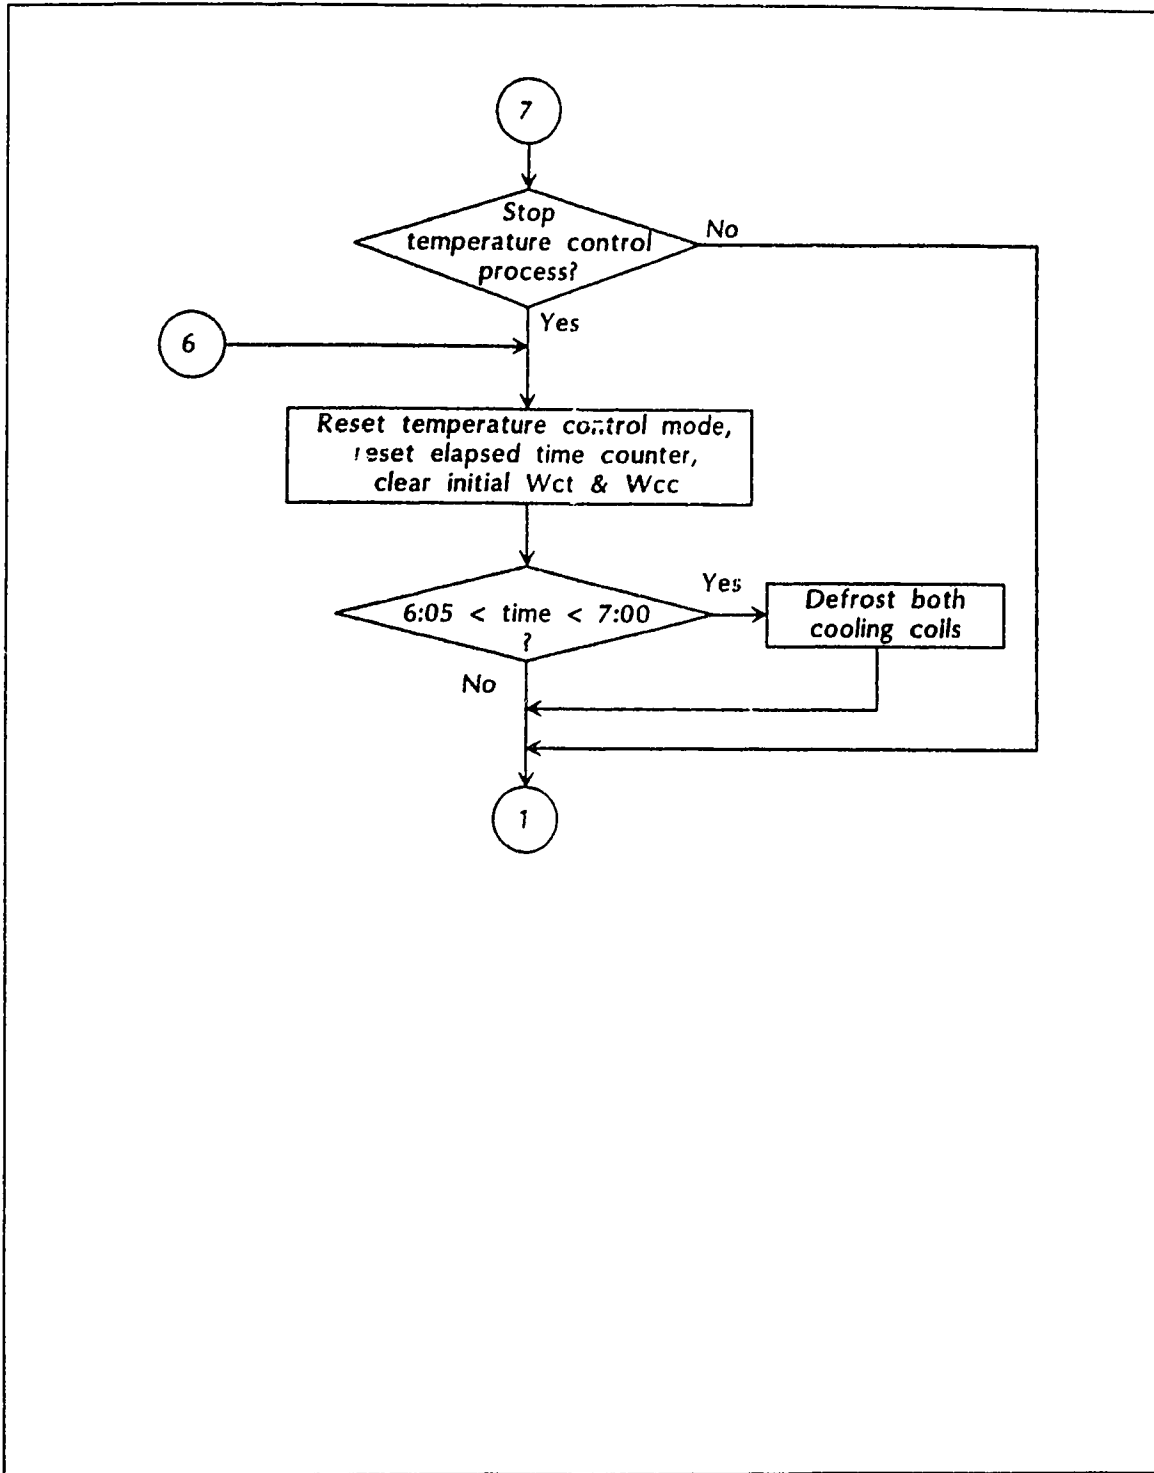 7
Stop
temperature control
process?
No
Yes
6
Reset temperature control mode,
reset elapsed time counter,
clear initial Wct & Wcc
6:05 < time < 7:00
?
Yes
Defrost both
cooling coils
No
1